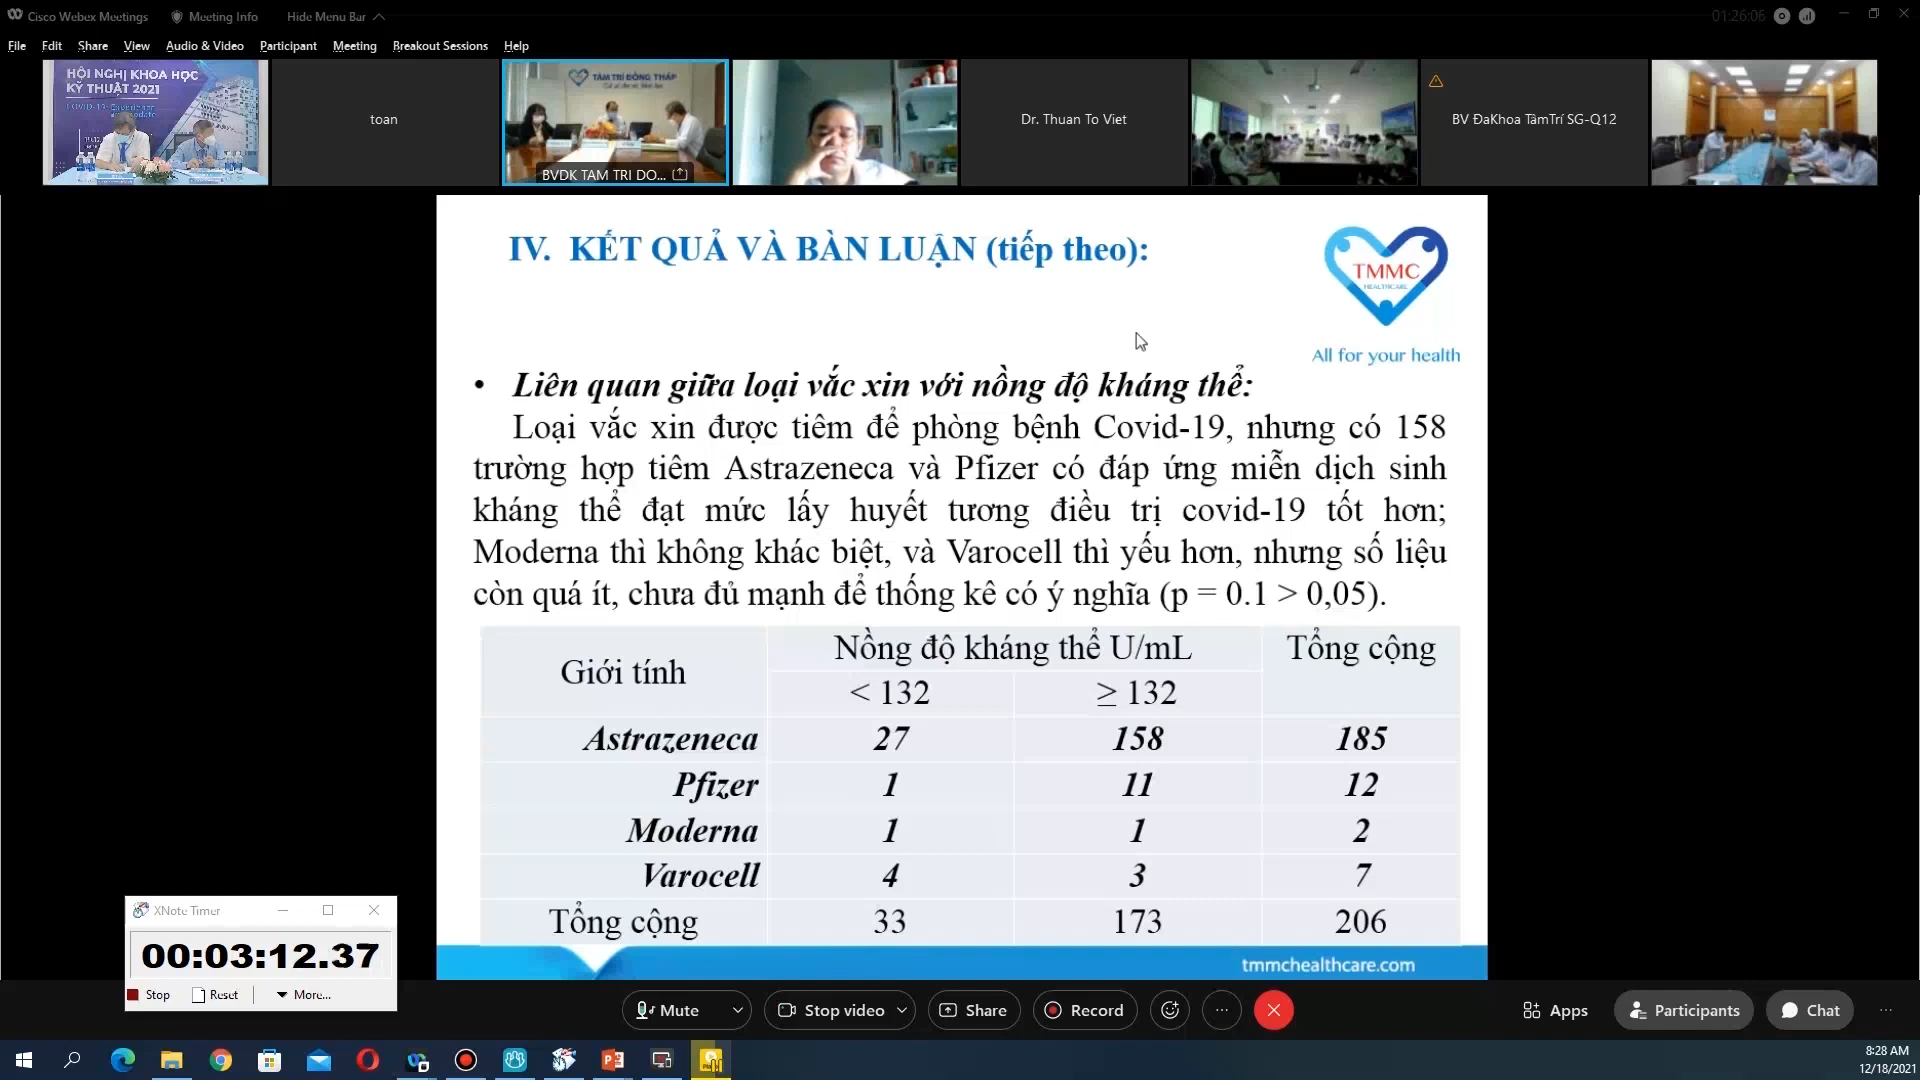 Cisco Webex Meetings
Meeting Info
Hide Menu Bar
01:26:06
File Edit Share View Audio & Video Participant Meeting Breakout Sessions Help
HỘI NGHỊ KHOA HỌC
KỸ THUẬT 2021
toan
TÂM TRÍ ĐỒNG THÁP
BVDK TAM TRI DO...
Dr. Thuan To Viet
BV ĐaKhoa TâmTrí SG-Q12
IV. KẾT QUẢ VÀ BÀN LUẬN (tiếp theo):
TMMC
HEALTHCARE
All for your health
• Liên quan giữa loại vắc xin với nồng độ kháng thể:
Loại vắc xin được tiêm để phòng bệnh Covid-19, nhưng có 158
trường hợp tiêm Astrazeneca và Pfizer có đáp ứng miễn dịch sinh
kháng thể đạt mức lấy huyết tương điều trị covid-19 tốt hơn;
Moderna thì không khác biệt, và Varocell thì yếu hơn, nhưng số liệu
còn quá ít, chưa đủ mạnh để thống kê có ý nghĩa (p = 0.1 > 0,05).
Giới tính Nồng độ kháng thể U/mL Tổng cộng
< 132 ≥ 132
Astrazeneca 27 158 185
Pfizer 1 11 12
Moderna 1 1 2
Varocell 4 3 7
Tổng cộng 33 173 206
tmmchealthcare.com
XNote Timer
00:03:12.37
Stop Reset More...
Mute Stop video Share Record Apps Participants Chat
8:28 AM
12/18/2021